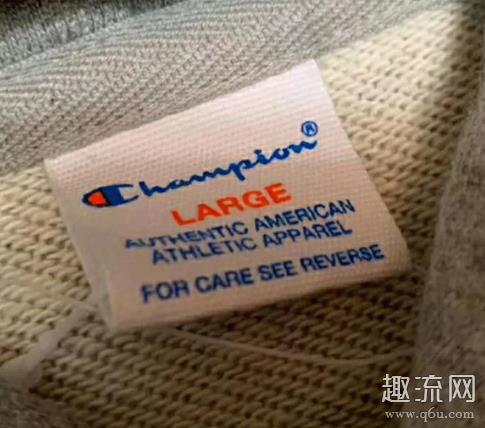 Champion®
LARGE
AUTHENTIC AMERICAN
ATHLETIC APPAREL
FOR CARE SEE REVERSE
趣流网
www.q6u.com